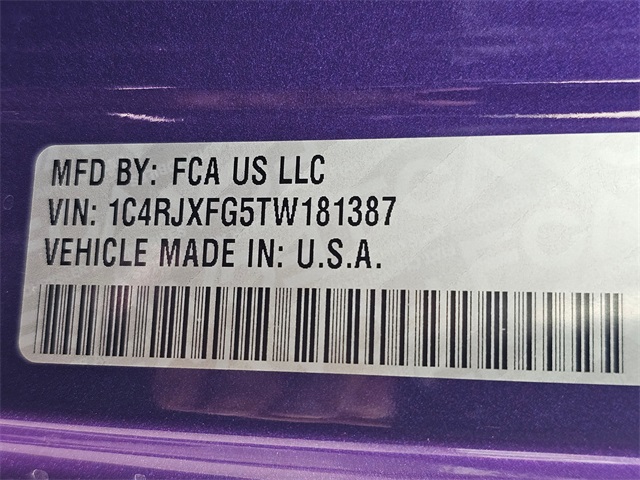 MFD BY: FCA US LLC
VIN: 1C4RJXFG5TW181387
VEHICLE MADE IN: U.S.A.